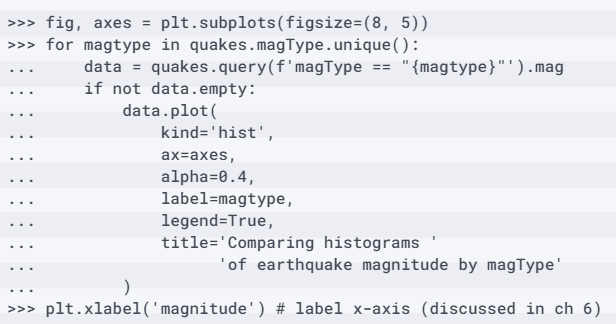 >>> fig, axes = plt.subplots(figsize=(8, 5))
>>> for magtype in quakes.magType.unique():
...     data = quakes.query(f'magType == "{magtype}"').mag
...     if not data.empty:
...         data.plot(
...             kind='hist',
...             ax=axes,
...             alpha=0.4,
...             label=magtype,
...             legend=True,
...             title='Comparing histograms '
...                   'of earthquake magnitude by magType'
...         )
>>> plt.xlabel('magnitude') # label x-axis (discussed in ch 6)